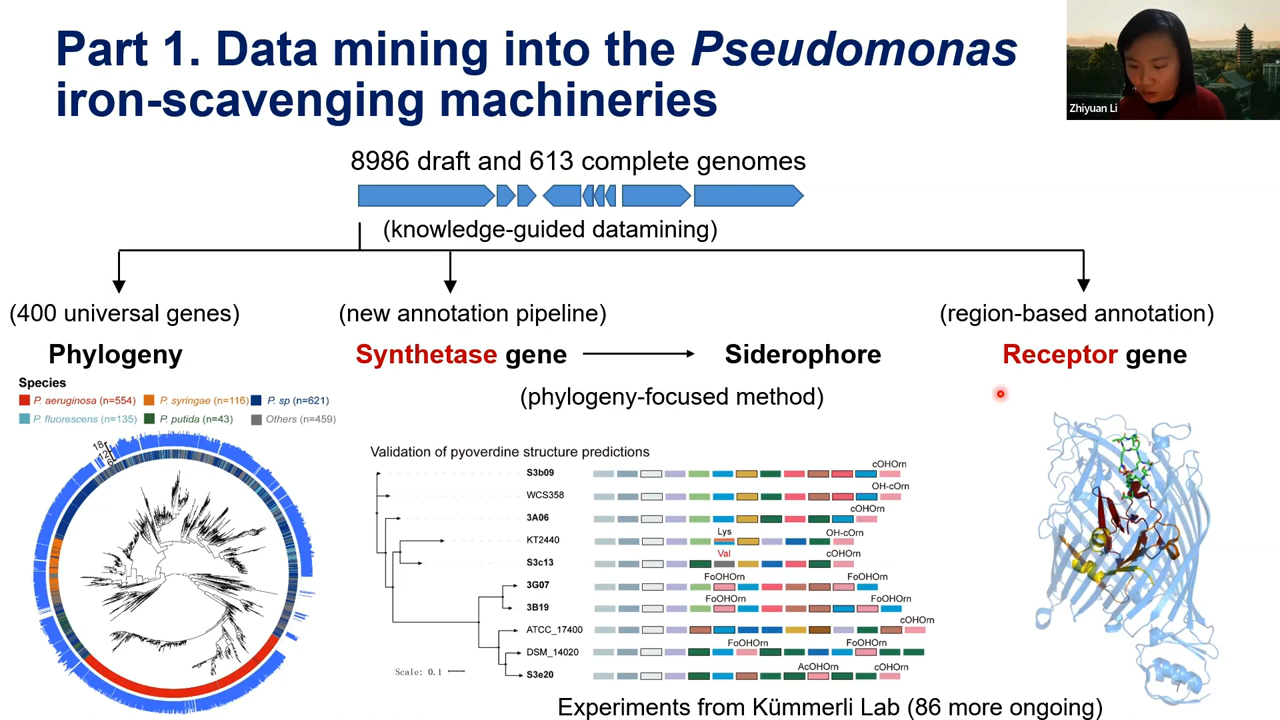 Part 1. Data mining into the Pseudomonas
iron-scavenging machineries
Zhiyuan Li
8986 draft and 613 complete genomes
(knowledge-guided datamining)
(400 universal genes)
(new annotation pipeline)
(region-based annotation)
Phylogeny
Synthetase gene
Siderophore
Receptor gene
(phylogeny-focused method)
Species
P. aeruginosa (n=554)
P. syringae (n=116)
P. sp (n=621)
P. fluorescens (n=135)
P. putida (n=43)
Others (n=459)
18
12
6
Validation of pyoverdine structure predictions
S3b09
cOHOrn
WCS358
OH-cOrn
3A06
cOHOrn
KT2440
Lys
OH-cOrn
S3c13
Val
cOHOrn
3G07
FoOHOrn
FoOHOrn
3B19
FoOHOrn
FoOHOrn
ATCC_17400
cOHOrn
DSM_14020
FoOHOrn
FoOHOrn
S3e20
AcOHOrn
cOHOrn
Scale: 0.1
Experiments from Kümmerli Lab (86 more ongoing)